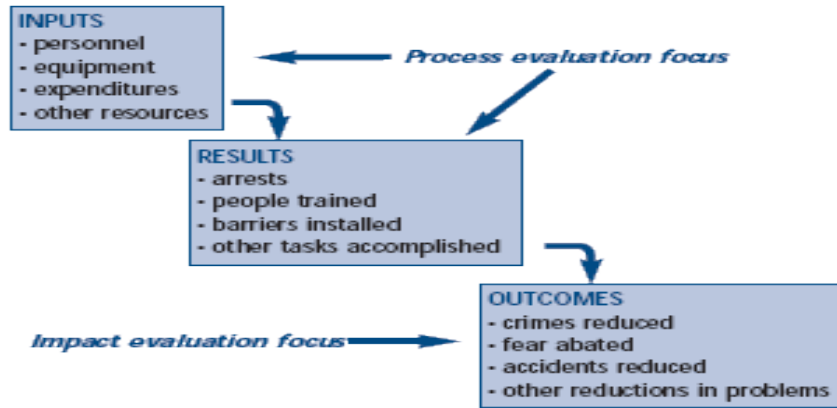 INPUTS
- personnel
- equipment
- expenditures
- other resources
Process evaluation focus
RESULTS
- arrests
- people trained
- barriers installed
- other tasks accomplished
OUTCOMES
- crimes reduced
- fear abated
- accidents reduced
- other reductions in problems
Impact evaluation focus